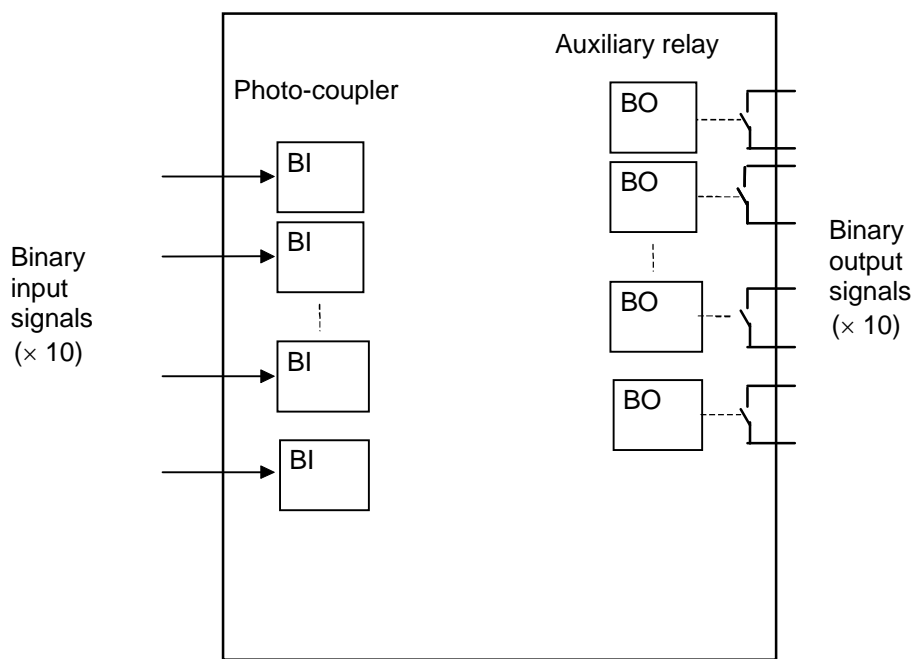 Auxiliary relay
Photo-coupler
BO
BI
BO
BI
Binary
input
signals
(× 10)
Binary
output
signals
(× 10)
BO
BI
BO
BI